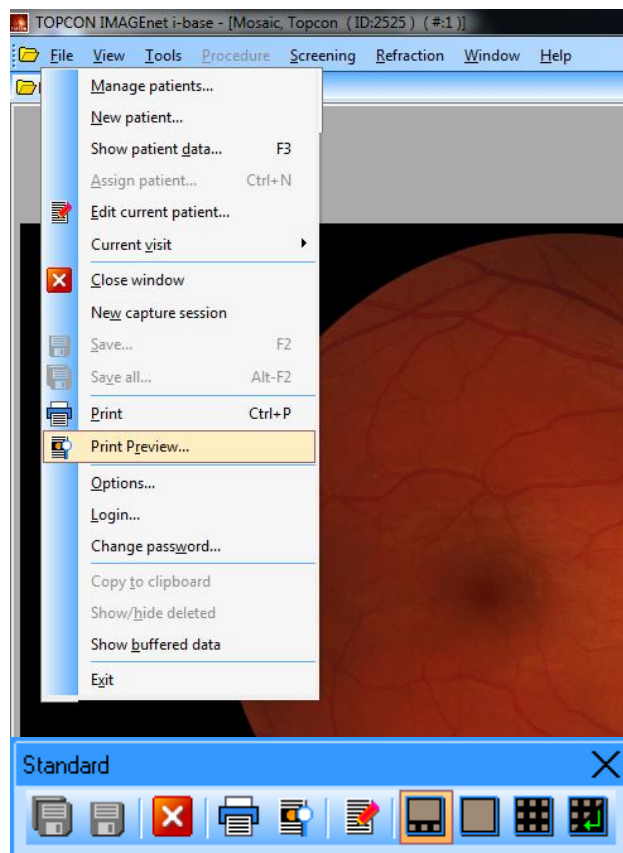 TOPCON IMAGEnet i-base - [Mosaic, Topcon ( ID:2525 ) ( #:1 )]
File View Tools Procedure Screening Refraction Window Help
Manage patients...
New patient...
Show patient data... F3
Assign patient... Ctrl+N
Edit current patient...
Current visit
Close window
New capture session
Save... F2
Save all... Alt-F2
Print Ctrl+P
Print Preview...
Options...
Login...
Change password...
Copy to clipboard
Show/hide deleted
Show buffered data
Exit
Standard